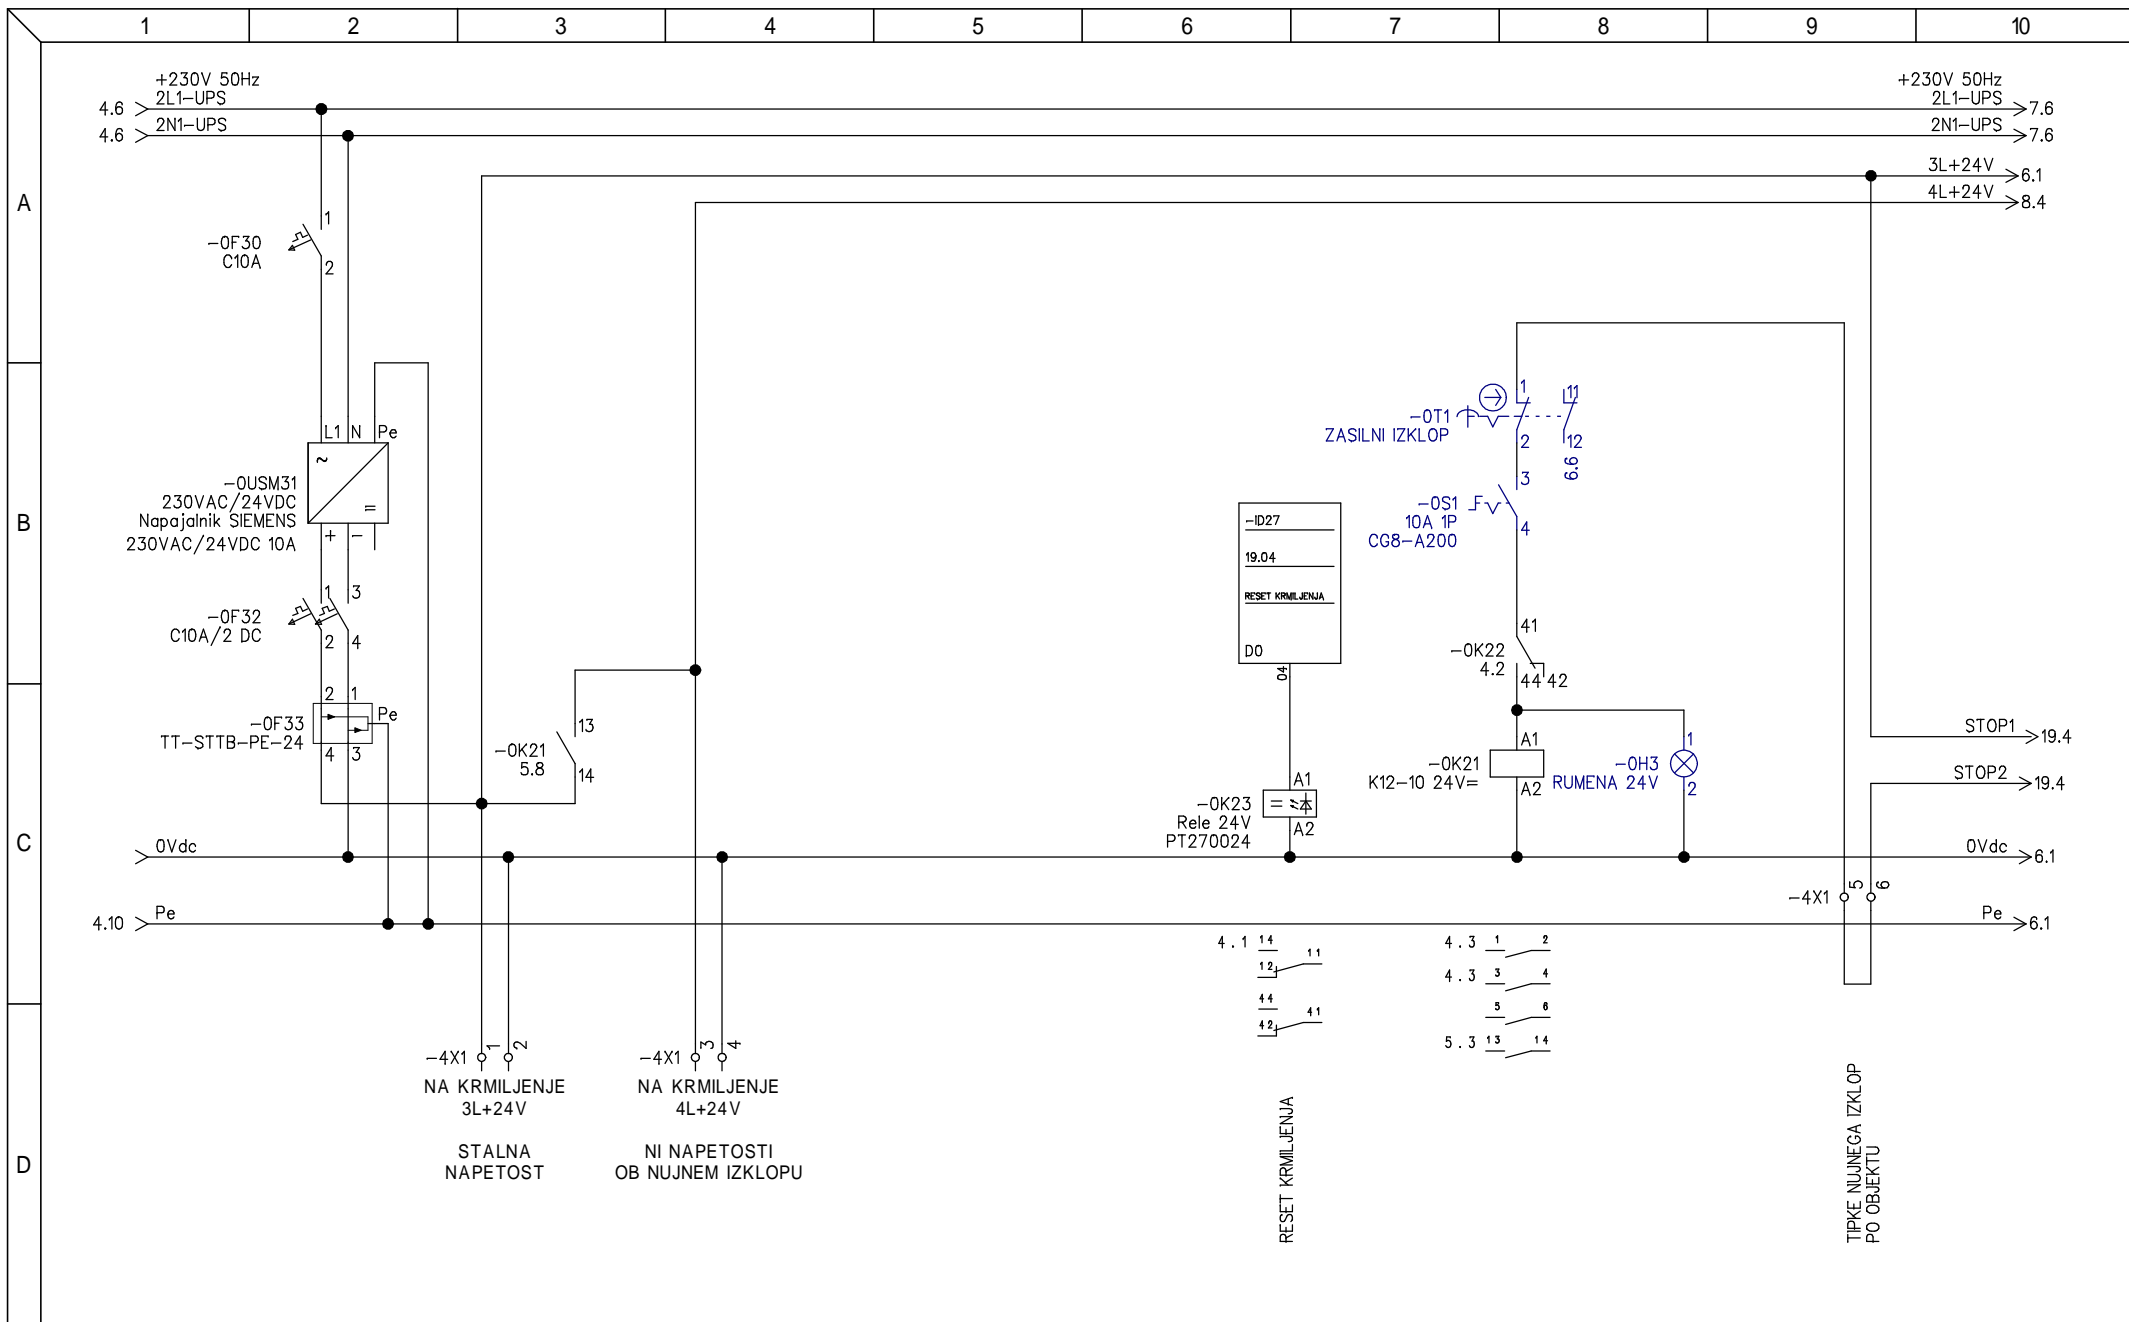 1 2 3 4 5 6 7 8 9 10
A
B
C
D
+230V 50Hz
4.6 2L1-UPS
4.6 2N1-UPS
+230V 50Hz
2L1-UPS 7.6
2N1-UPS 7.6
3L+24V 6.1
4L+24V 8.4
1
-0F30
C10A
2
L1 N Pe
~
=
-0USM31
230VAC/24VDC
Napajalnik SIEMENS
230VAC/24VDC 10A
+ -
1 3
-0F32
C10A/2 DC
2 4
2 1
Pe
-0F33
TT-STTB-PE-24
4 3
13
-0K21
5.8
14
-ID27
19.04
RESET KRMILJENJA
DO
04
A1
-0K23
Rele 24V
PT270024
=
A2
1 11
-0T1
ZASILNI IZKLOP
2 12
6.6
3
-0S1
10A 1P
CG8-A200
4
41
-0K22
4.2
44 42
A1
-0K21
K12-10 24V=
A2
1
-0H3
RUMENA 24V
2
STOP1 19.4
STOP2 19.4
0Vdc
0Vdc 6.1
4.10 Pe
Pe 6.1
-4X1 5 6
4.1 14
12 11
44
42 41
4.3 1 2
4.3 3 4
5 6
5.3 13 14
-4X1 1 2
NA KRMILJENJE
3L+24V
STALNA
NAPETOST
-4X1 3 4
NA KRMILJENJE
4L+24V
NI NAPETOSTI
OB NUJNEM IZKLOPU
RESET KRMILJENJA
TIPKE NUJNEGA IZKLOP
PO OBJEKTU